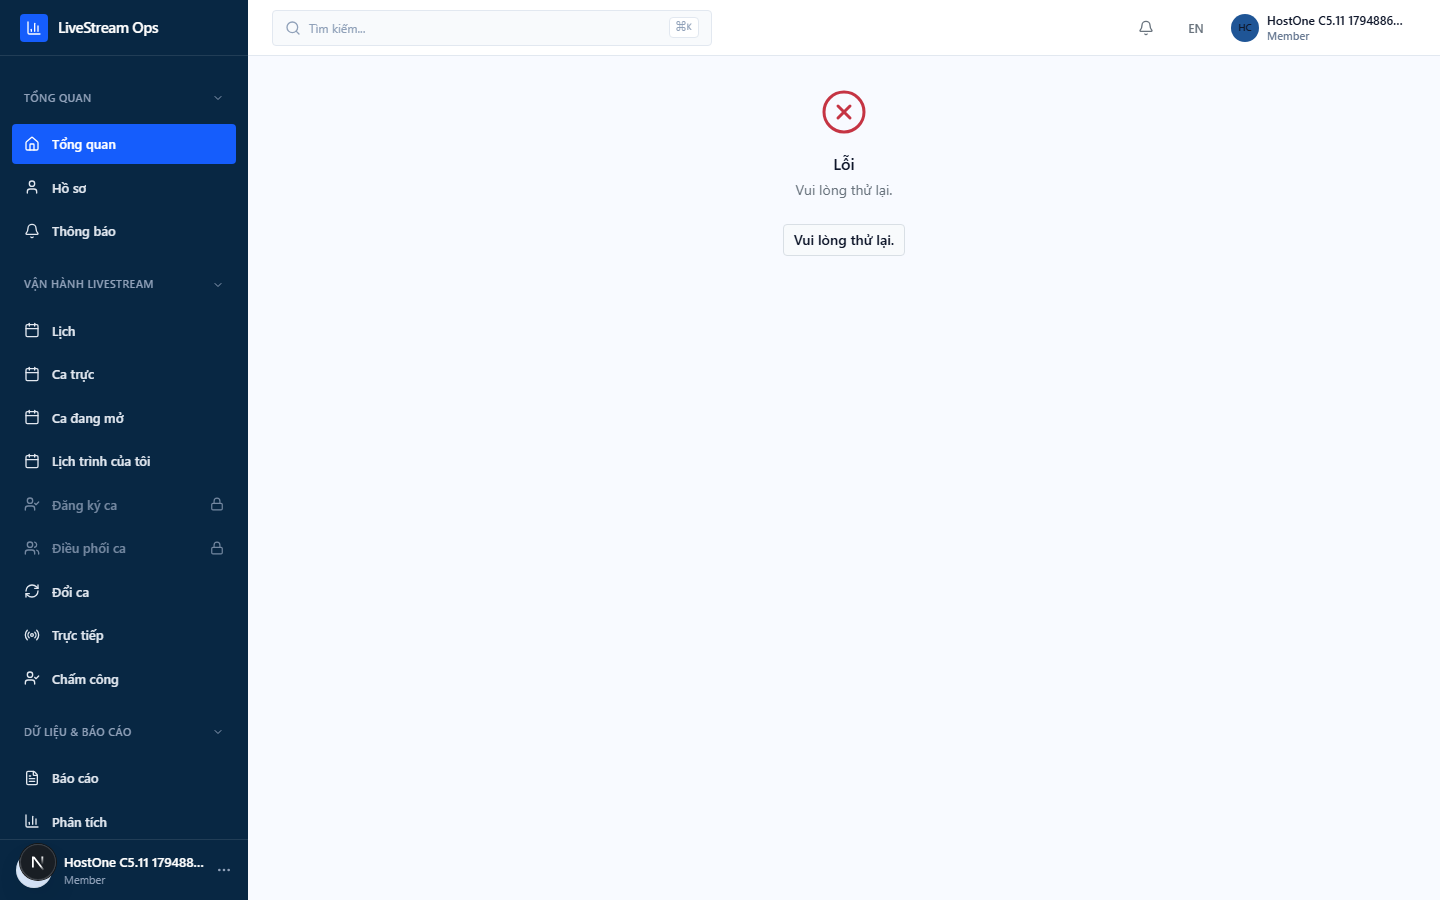 LiveStream Ops
Tìm kiếm...
⌘K
EN
HC
HostOne C5.11 1794886...
Member
TỔNG QUAN
Tổng quan
Hồ sơ
Thông báo
VẬN HÀNH LIVESTREAM
Lịch
Ca trực
Ca đang mở
Lịch trình của tôi
Đăng ký ca
Điều phối ca
Đổi ca
Trực tiếp
Chấm công
DỮ LIỆU & BÁO CÁO
Báo cáo
Phân tích
N
HostOne C5.11 179488...
Member
Lỗi
Vui lòng thử lại.
Vui lòng thử lại.